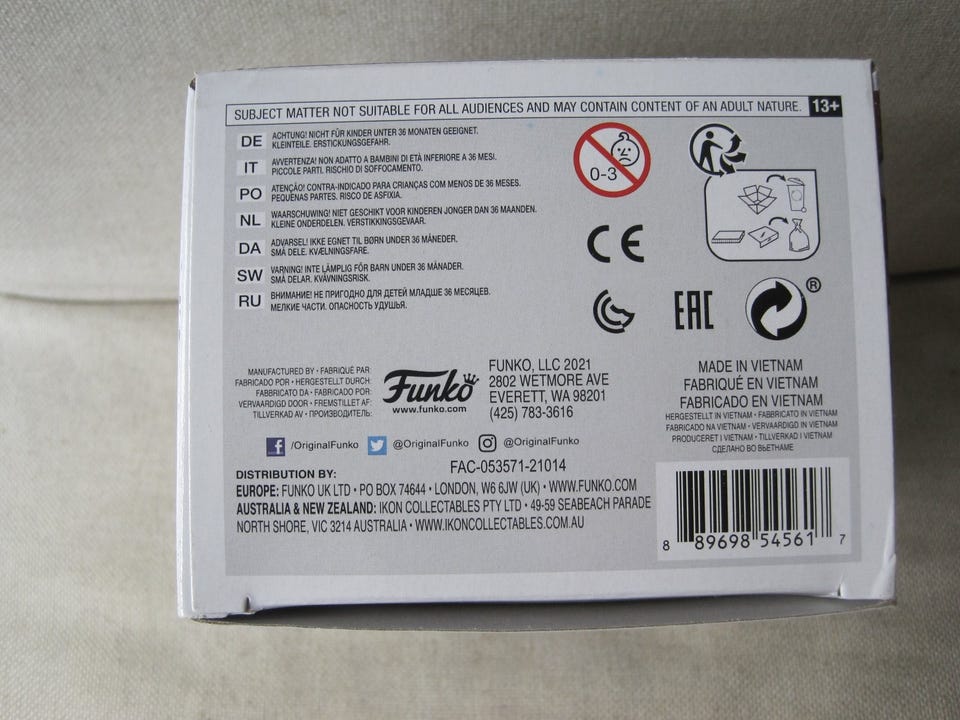 SUBJECT MATTER NOT SUITABLE FOR ALL AUDIENCES AND MAY CONTAIN CONTENT OF AN ADULT NATURE. 13+
DE ACHTUNG! NICHT FÜR KINDER UNTER 36 MONATEN GEEIGNET.
KLEINTEILE. ERSTICKUNGSGEFAHR.
IT AVVERTENZA! NON ADATTO A BAMBINI DI ETÀ INFERIORE A 36 MESI.
PICCOLE PARTI. RISCHIO DI SOFFOCAMENTO.
PO ATENÇÃO! CONTRA-INDICADO PARA CRIANÇAS COM MENOS DE 36 MESES.
PEQUENAS PARTES. RISCO DE ASFIXIA.
NL WAARSCHUWING! NIET GESCHIKT VOOR KINDEREN JONGER DAN 36 MAANDEN.
KLEINE ONDERDELEN. VERSTIKKINGSGEVAAR.
DA ADVARSEL! IKKE EGNET TIL BØRN UNDER 36 MÅNEDER.
SMÅ DELE. KVÆLNINGSFARE.
SW VARNING! INTE LÄMPLIG FÖR BARN UNDER 36 MÅNADER.
SMÅ DELAR. KVÄVNINGSRISK.
RU ВНИМАНИЕ! НЕ ПРИГОДНО ДЛЯ ДЕТЕЙ МЛАДШЕ 36 МЕСЯЦЕВ.
МЕЛКИЕ ЧАСТИ. ОПАСНОСТЬ УДУШЬЯ.
0-3
CE
EAC
®
MANUFACTURED BY • FABRIQUÉ PAR:
FABRICADO POR • HERGESTELLT DURCH:
FABBRICATO DA • FABRICADO POR:
VERVAARDIGD DOOR • FREMSTILLET AF:
TILLVERKAD AV • ПРОИЗВОДИТЕЛЬ:
Funko
www.funko.com
FUNKO, LLC 2021
2802 WETMORE AVE
EVERETT, WA 98201
(425) 783-3616
MADE IN VIETNAM
FABRIQUÉ EN VIETNAM
FABRICADO EN VIETNAM
HERGESTELLT IN VIETNAM • FABBRICATO IN VIETNAM
FABRICADO NA VIETNAM • VERVAARDIGD IN VIETNAM
PRODUCERET I VIETNAM • TILLVERKAD I VIETNAM
СДЕЛАНО ВО ВЬЕТНАМЕ
f /OriginalFunko @OriginalFunko @OriginalFunko
FAC-053571-21014
DISTRIBUTION BY:
EUROPE: FUNKO UK LTD • PO BOX 74644 • LONDON, W6 6JW (UK) • WWW.FUNKO.COM
AUSTRALIA & NEW ZEALAND: IKON COLLECTABLES PTY LTD • 49-59 SEABEACH PARADE
NORTH SHORE, VIC 3214 AUSTRALIA • WWW.IKONCOLLECTABLES.COM.AU
8 89698 54561 7